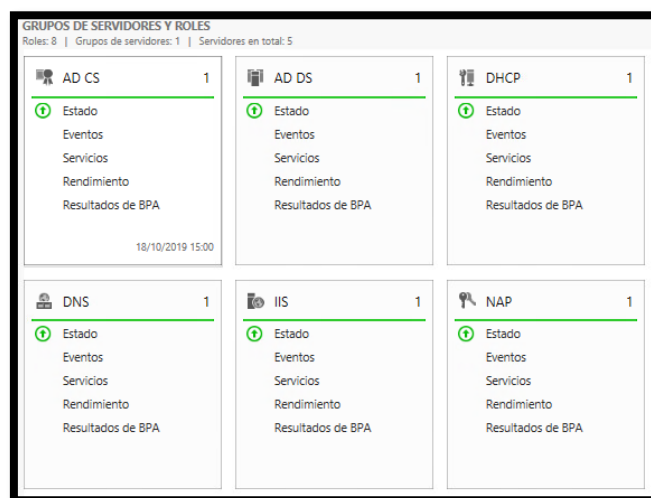 GRUPOS DE SERVIDORES Y ROLES
Roles: 8 | Grupos de servidores: 1 | Servidores en total: 5
AD CS 1
Estado
Eventos
Servicios
Rendimiento
Resultados de BPA
18/10/2019 15:00
AD DS 1
Estado
Eventos
Servicios
Rendimiento
Resultados de BPA
DHCP 1
Estado
Eventos
Servicios
Rendimiento
Resultados de BPA
DNS 1
Estado
Eventos
Servicios
Rendimiento
Resultados de BPA
IIS 1
Estado
Eventos
Servicios
Rendimiento
Resultados de BPA
NAP 1
Estado
Eventos
Servicios
Rendimiento
Resultados de BPA